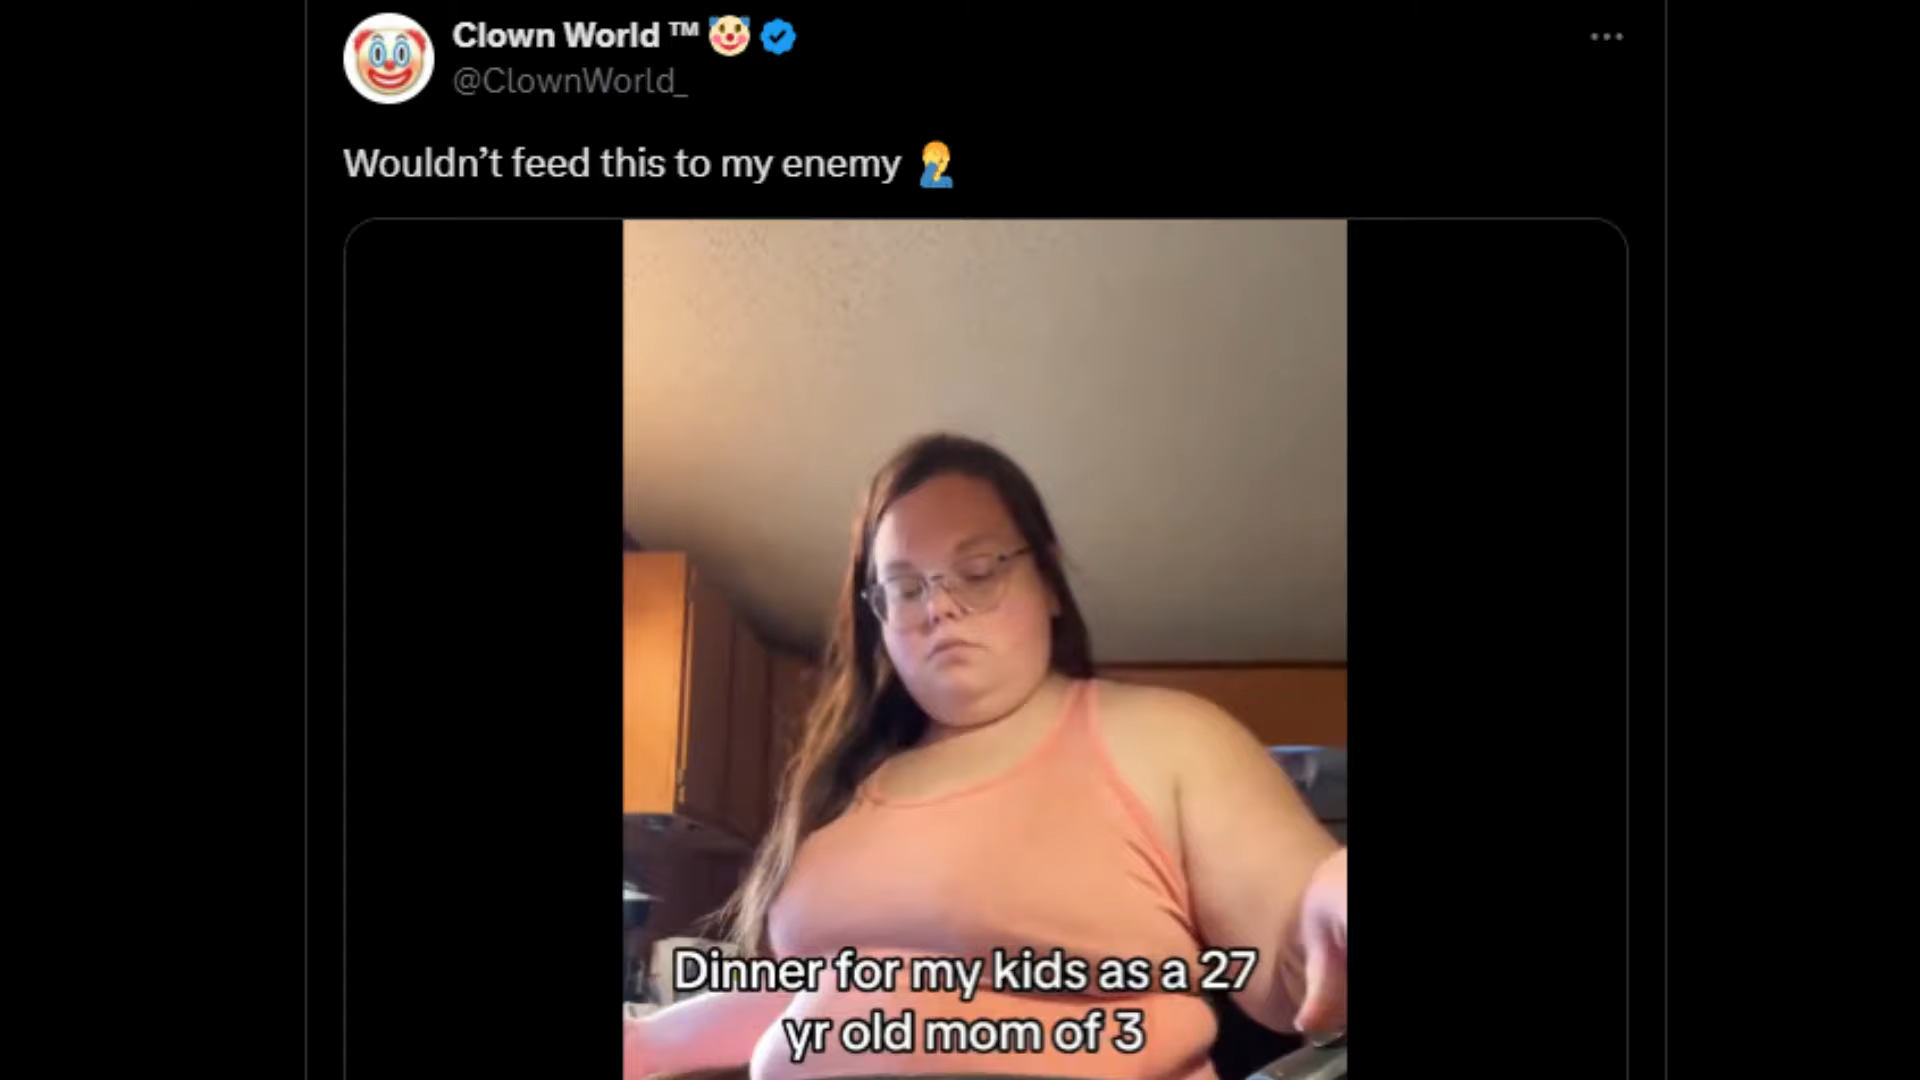 Clown World ™ 🤡
@ClownWorld_
Wouldn’t feed this to my enemy 🤦‍♂️
Dinner for my kids as a 27
yr old mom of 3